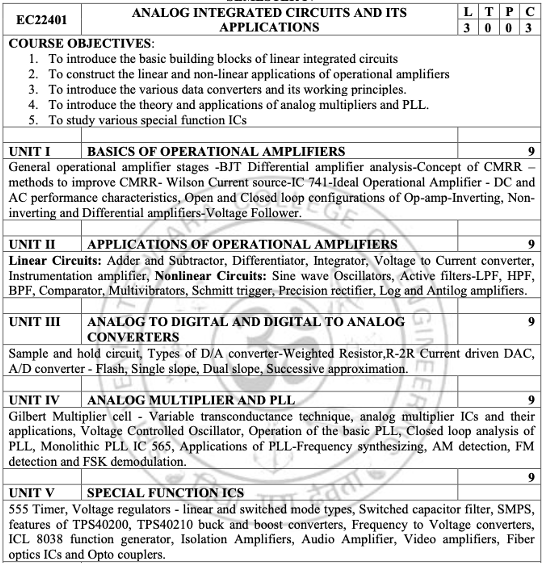 EC22401
ANALOG INTEGRATED CIRCUITS AND ITS
APPLICATIONS
L T P C
3 0 0 3
COURSE OBJECTIVES:
1. To introduce the basic building blocks of linear integrated circuits
2. To construct the linear and non-linear applications of operational amplifiers
3. To introduce the various data converters and its working principles.
4. To introduce the theory and applications of analog multipliers and PLL.
5. To study various special function ICs
UNIT I BASICS OF OPERATIONAL AMPLIFIERS 9
General operational amplifier stages -BJT Differential amplifier analysis-Concept of CMRR –
methods to improve CMRR- Wilson Current source-IC 741-Ideal Operational Amplifier - DC and
AC performance characteristics, Open and Closed loop configurations of Op-amp-Inverting, Non-
inverting and Differential amplifiers-Voltage Follower.
UNIT II APPLICATIONS OF OPERATIONAL AMPLIFIERS 9
Linear Circuits: Adder and Subtractor, Differentiator, Integrator, Voltage to Current converter,
Instrumentation amplifier, Nonlinear Circuits: Sine wave Oscillators, Active filters-LPF, HPF,
BPF, Comparator, Multivibrators, Schmitt trigger, Precision rectifier, Log and Antilog amplifiers.
UNIT III ANALOG TO DIGITAL AND DIGITAL TO ANALOG 9
CONVERTERS
Sample and hold circuit, Types of D/A converter-Weighted Resistor,R-2R Current driven DAC,
A/D converter - Flash, Single slope, Dual slope, Successive approximation.
UNIT IV ANALOG MULTIPLIER AND PLL 9
Gilbert Multiplier cell - Variable transconductance technique, analog multiplier ICs and their
applications, Voltage Controlled Oscillator, Operation of the basic PLL, Closed loop analysis of
PLL, Monolithic PLL IC 565, Applications of PLL-Frequency synthesizing, AM detection, FM
detection and FSK demodulation.
9
UNIT V SPECIAL FUNCTION ICS
555 Timer, Voltage regulators - linear and switched mode types, Switched capacitor filter, SMPS,
features of TPS40200, TPS40210 buck and boost converters, Frequency to Voltage converters,
ICL 8038 function generator, Isolation Amplifiers, Audio Amplifier, Video amplifiers, Fiber
optics ICs and Opto couplers.